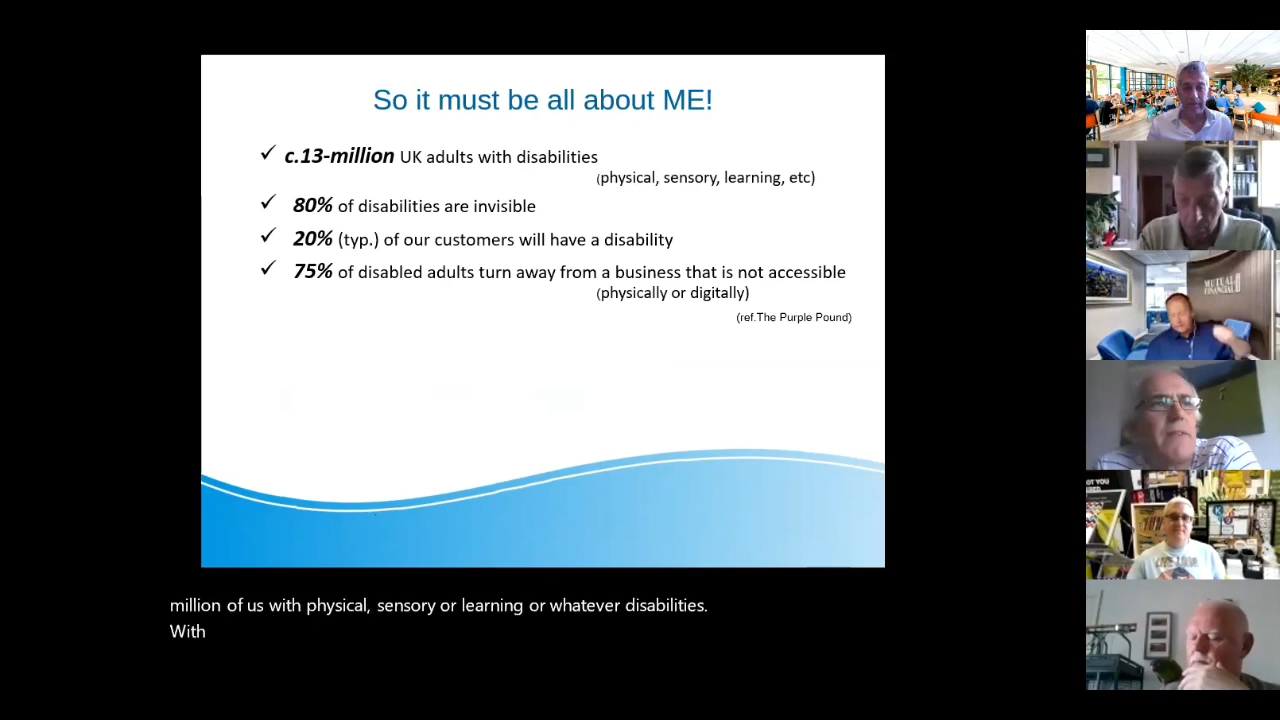 So it must be all about ME!
✓ c.13-million UK adults with disabilities
(physical, sensory, learning, etc)
✓ 80% of disabilities are invisible
✓ 20% (typ.) of our customers will have a disability
✓ 75% of disabled adults turn away from a business that is not accessible
(physically or digitally)
(ref.The Purple Pound)
million of us with physical, sensory or learning or whatever disabilities.
With
MUTUAL
FINANCIAL